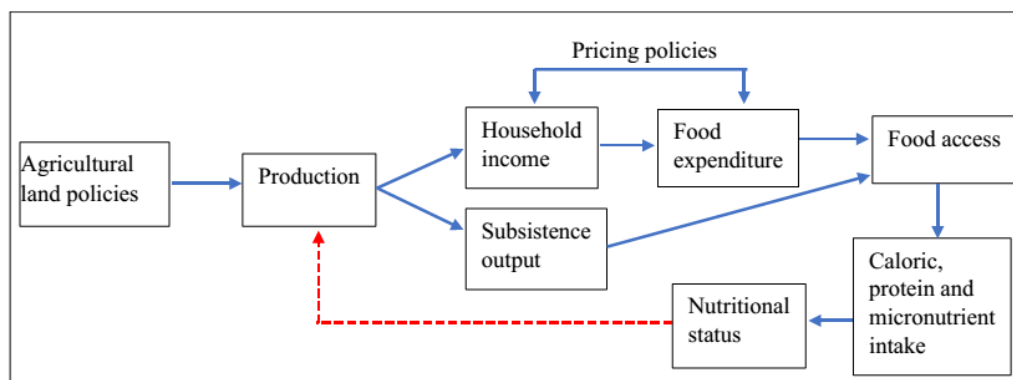 Pricing policies
Agricultural
land policies
Production
Household
income
Food
expenditure
Food access
Subsistence
output
Caloric,
protein and
micronutrient
intake
Nutritional
status